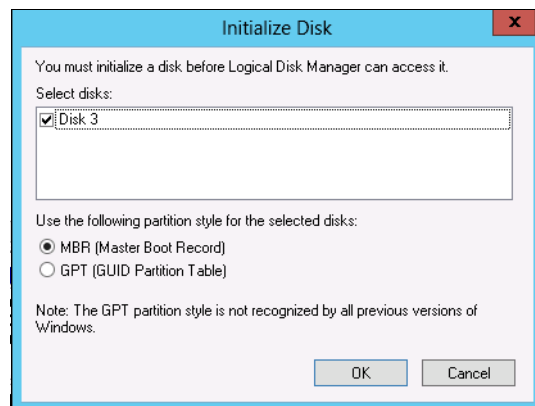 Initialize Disk
x
You must initialize a disk before Logical Disk Manager can access it.
Select disks:
Disk 3
Use the following partition style for the selected disks:
MBR (Master Boot Record)
GPT (GUID Partition Table)
Note: The GPT partition style is not recognized by all previous versions of
Windows.
OK Cancel